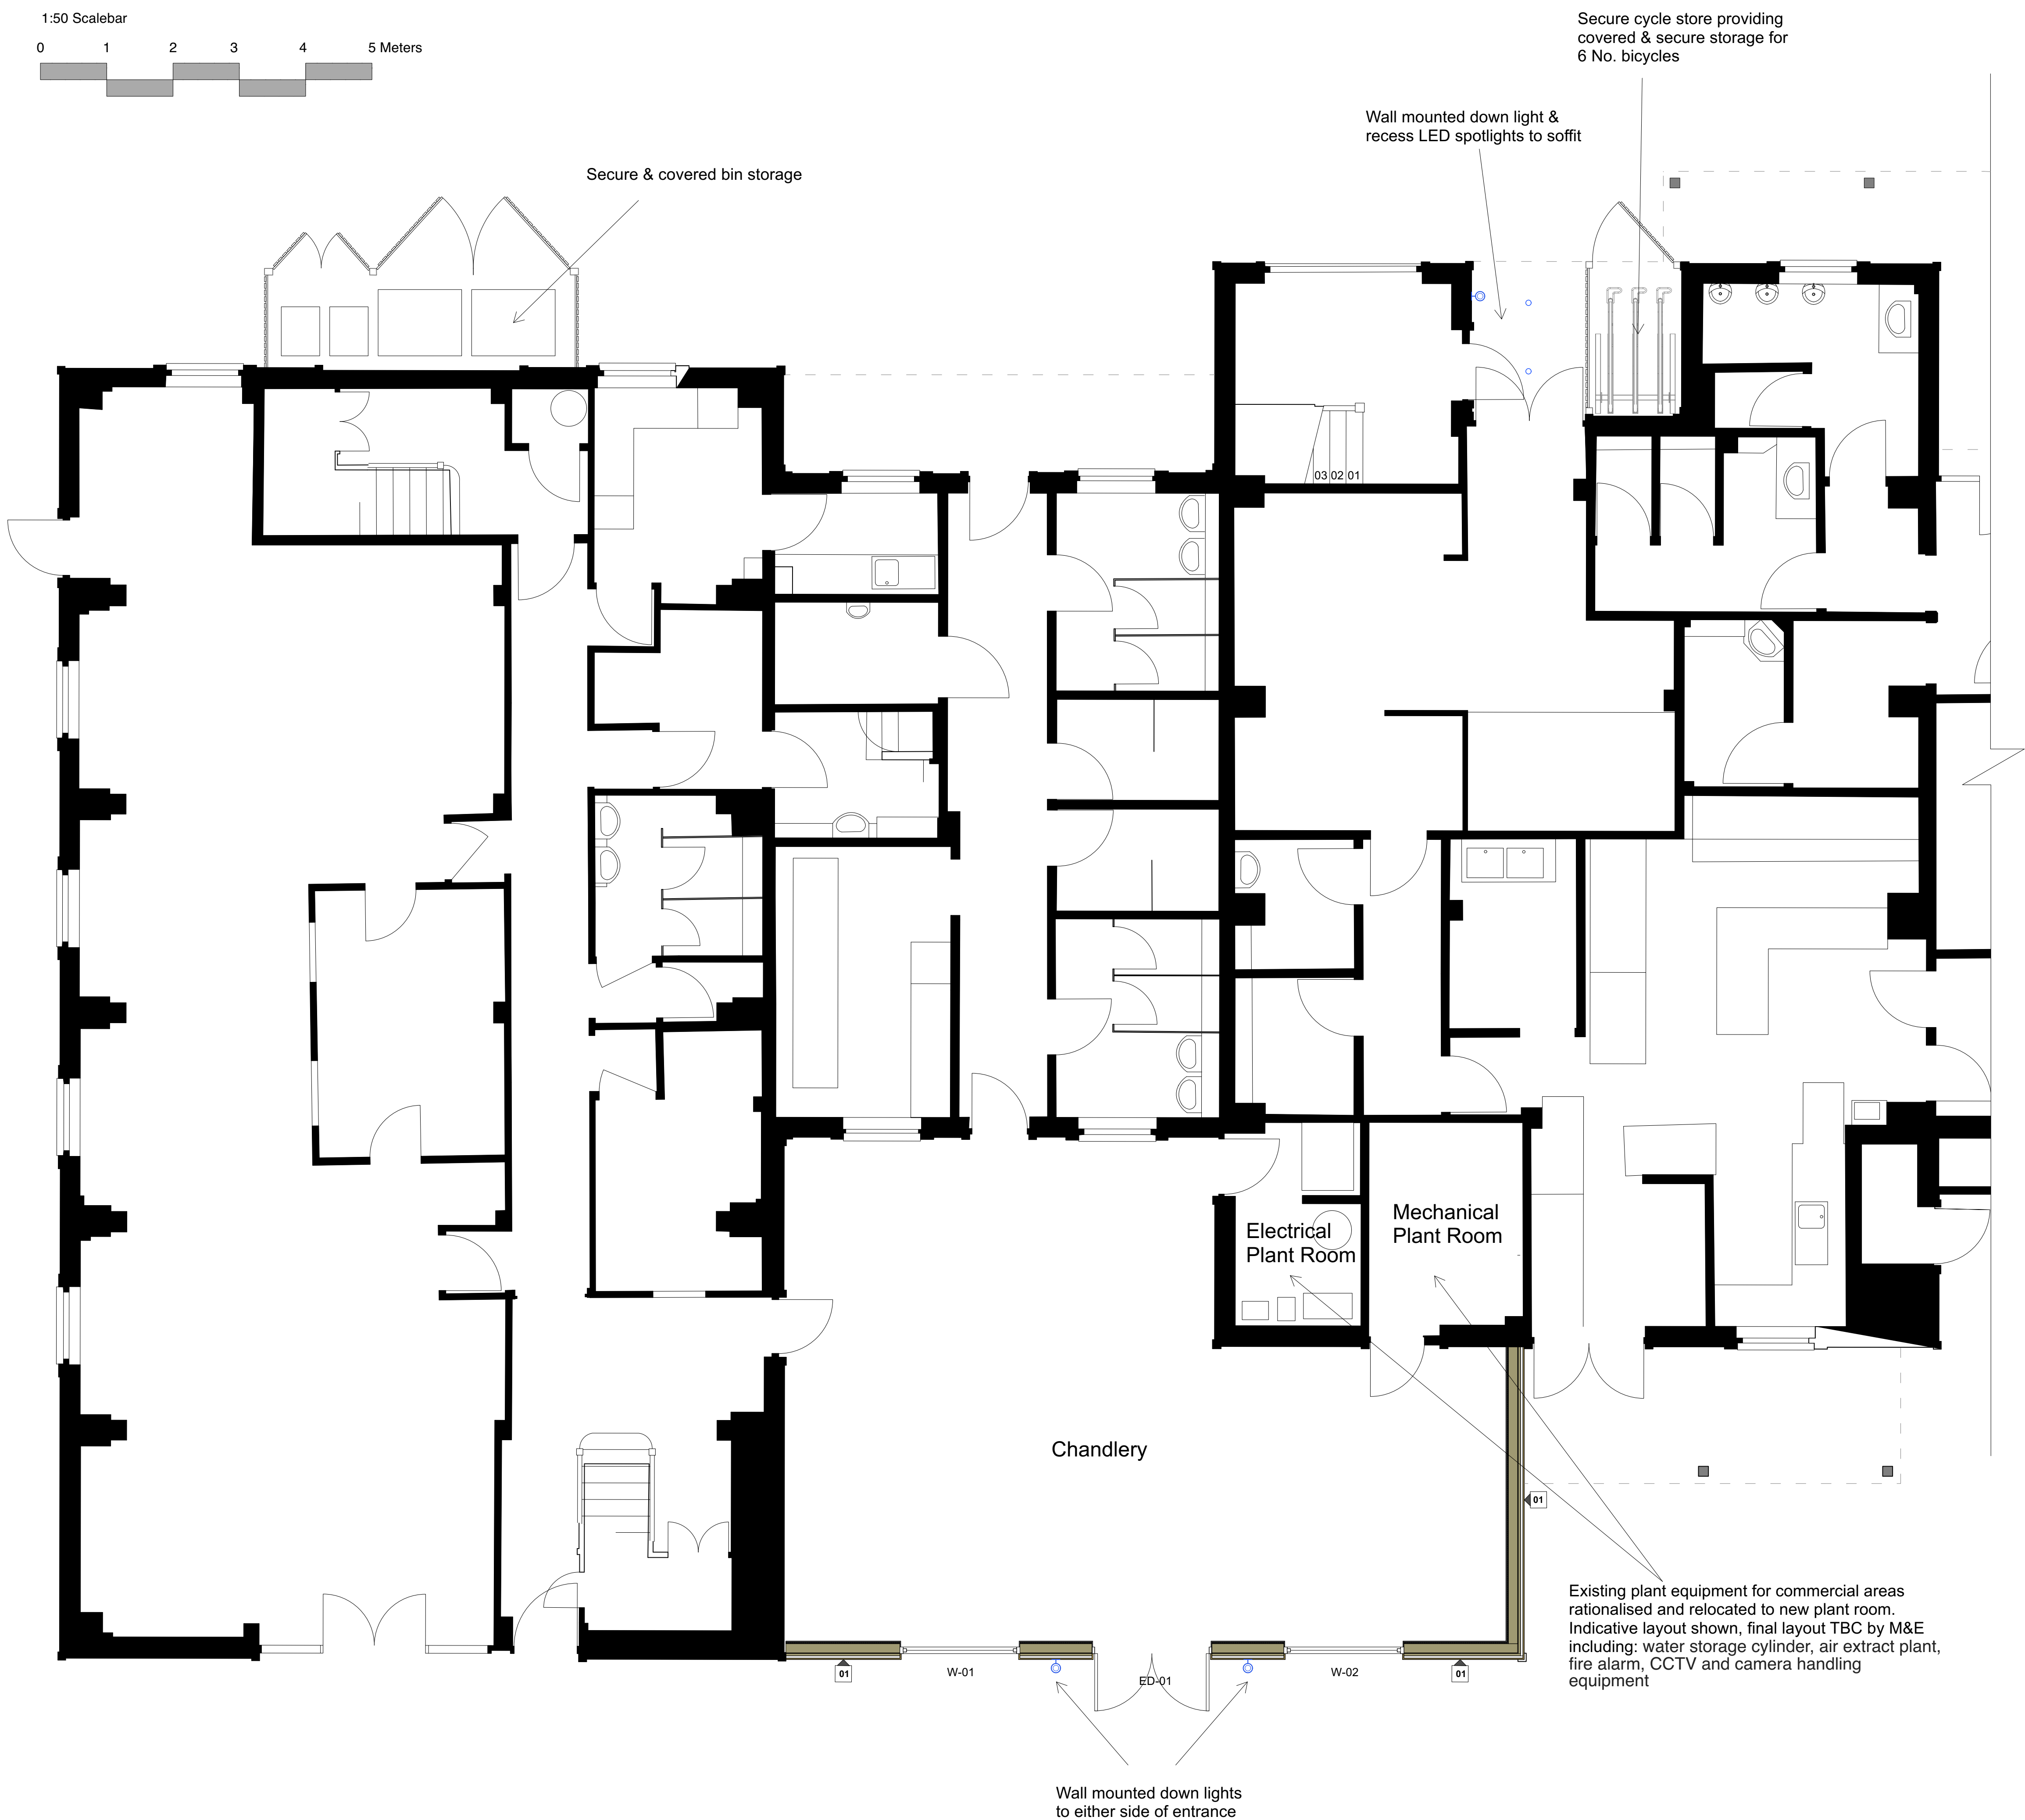 1:50 Scalebar
0 1 2 3 4 5 Meters
Secure cycle store providing
covered & secure storage for
6 No. bicycles
Wall mounted down light &
recess LED spotlights to soffit
Secure & covered bin storage
03 02 01
Electrical
Plant Room
Mechanical
Plant Room
Chandlery
01
Existing plant equipment for commercial areas
rationalised and relocated to new plant room.
Indicative layout shown, final layout TBC by M&E
including: water storage cylinder, air extract plant,
fire alarm, CCTV and camera handling
equipment
01
W-01
ED-01
W-02
01
Wall mounted down lights
to either side of entrance